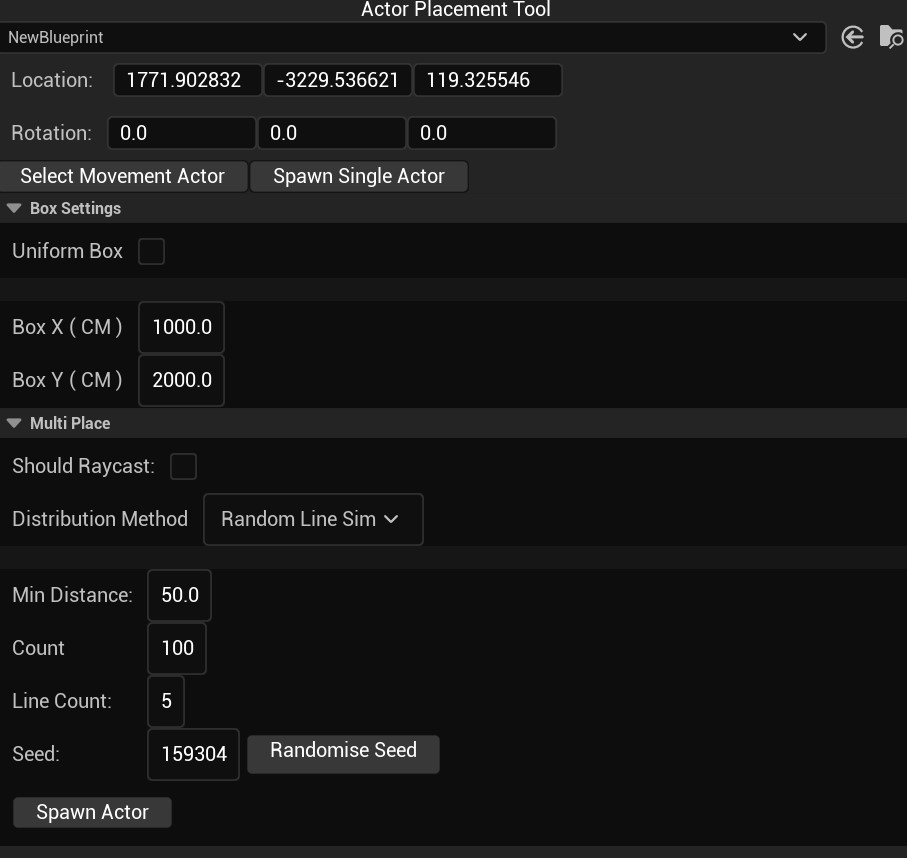 Actor Placement Tool
NewBlueprint
Location: 1771.902832 -3229.536621 119.325546
Rotation: 0.0 0.0 0.0
Select Movement Actor Spawn Single Actor
Box Settings
Uniform Box
Box X ( CM ) 1000.0
Box Y ( CM ) 2000.0
Multi Place
Should Raycast:
Distribution Method Random Line Sim
Min Distance: 50.0
Count 100
Line Count: 5
Seed: 159304 Randomise Seed
Spawn Actor